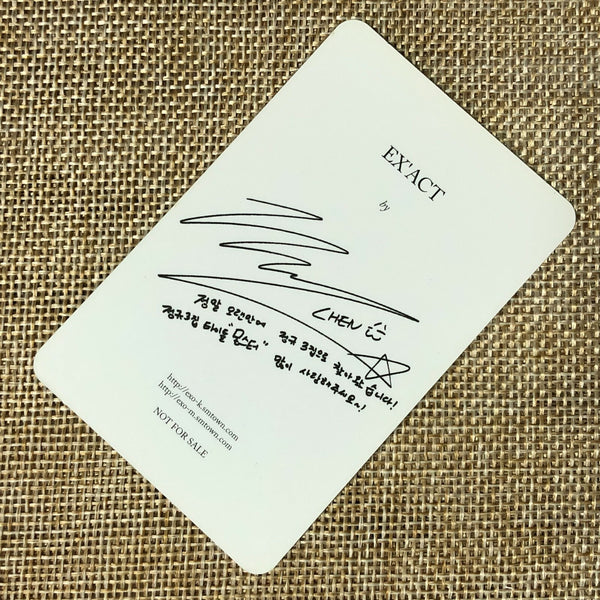 EX'ACT
by
CHEN
정말 오랜만에 정규 3집으로 찾아왔습니다!
정규3집 타이틀 "몬스터" 많이 사랑해주세요!
http://exo-k.smtown.com
http://exo-m.smtown.com
NOT FOR SALE